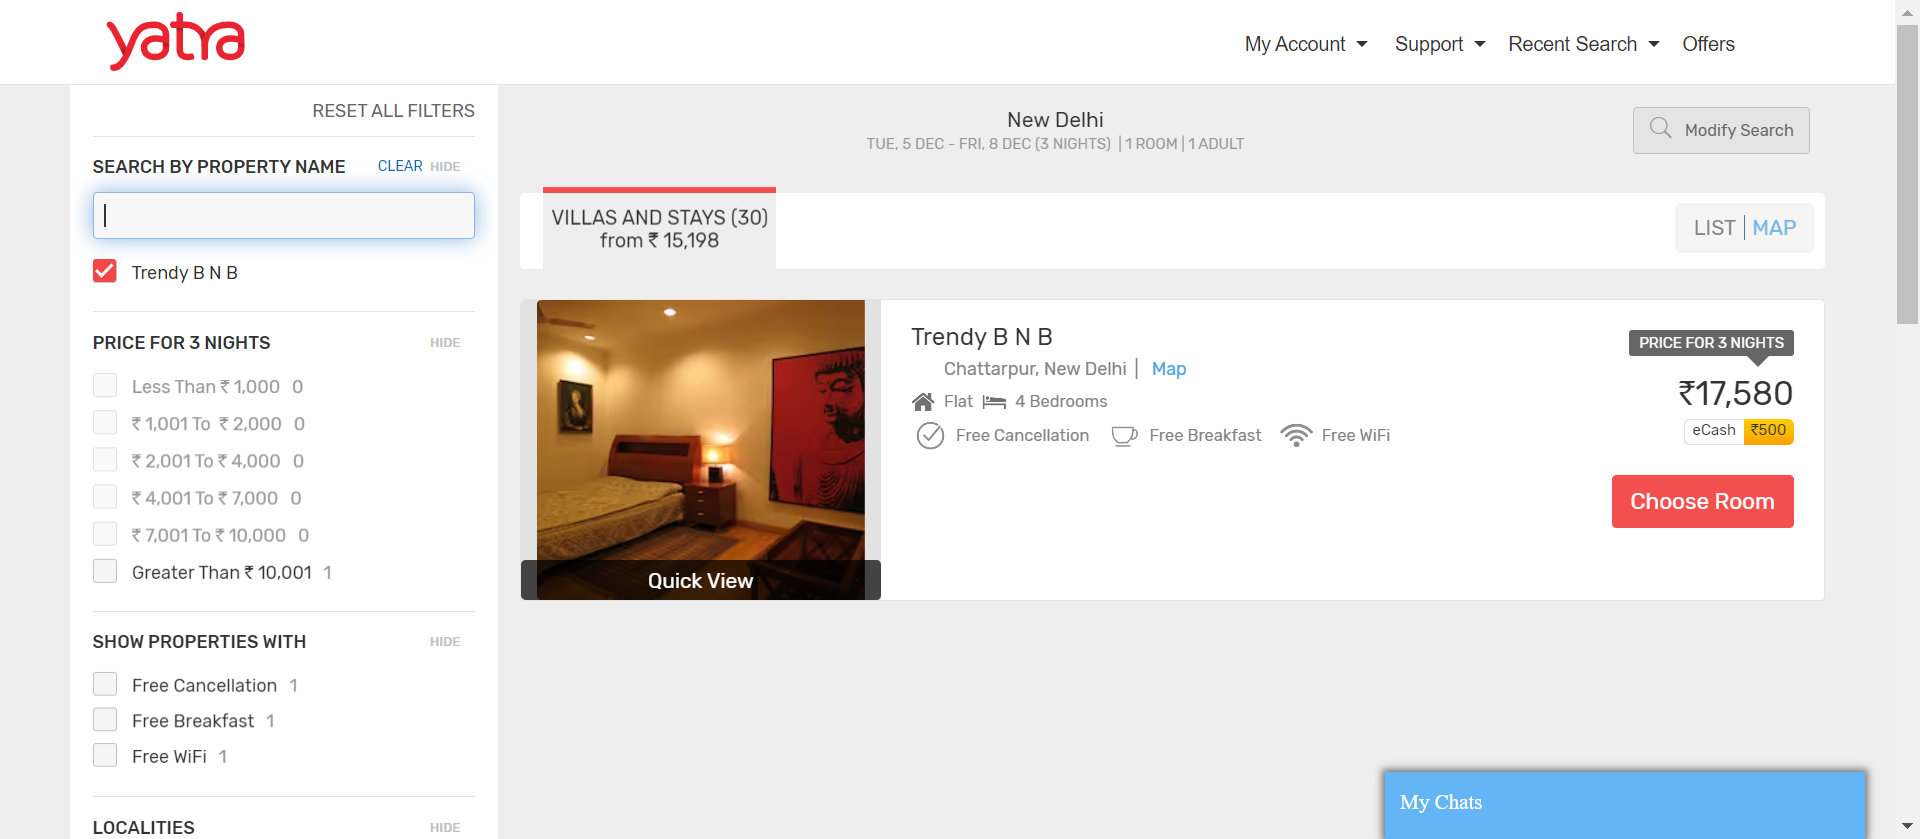 yatra
My Account
Support
Recent Search
Offers
RESET ALL FILTERS
SEARCH BY PROPERTY NAME CLEAR HIDE
Trendy B N B
PRICE FOR 3 NIGHTS HIDE
Less Than ₹ 1,000 0
₹ 1,001 To ₹ 2,000 0
₹ 2,001 To ₹ 4,000 0
₹ 4,001 To ₹ 7,000 0
₹ 7,001 To ₹ 10,000 0
Greater Than ₹ 10,001 1
SHOW PROPERTIES WITH HIDE
Free Cancellation 1
Free Breakfast 1
Free WiFi 1
LOCALITIES HIDE
New Delhi
TUE, 5 DEC - FRI, 8 DEC (3 NIGHTS) | 1 ROOM | 1 ADULT
Modify Search
VILLAS AND STAYS (30)
from ₹ 15,198
LIST | MAP
Quick View
Trendy B N B
Chattarpur, New Delhi | Map
Flat 4 Bedrooms
Free Cancellation Free Breakfast Free WiFi
PRICE FOR 3 NIGHTS
₹17,580
eCash ₹500
Choose Room
My Chats